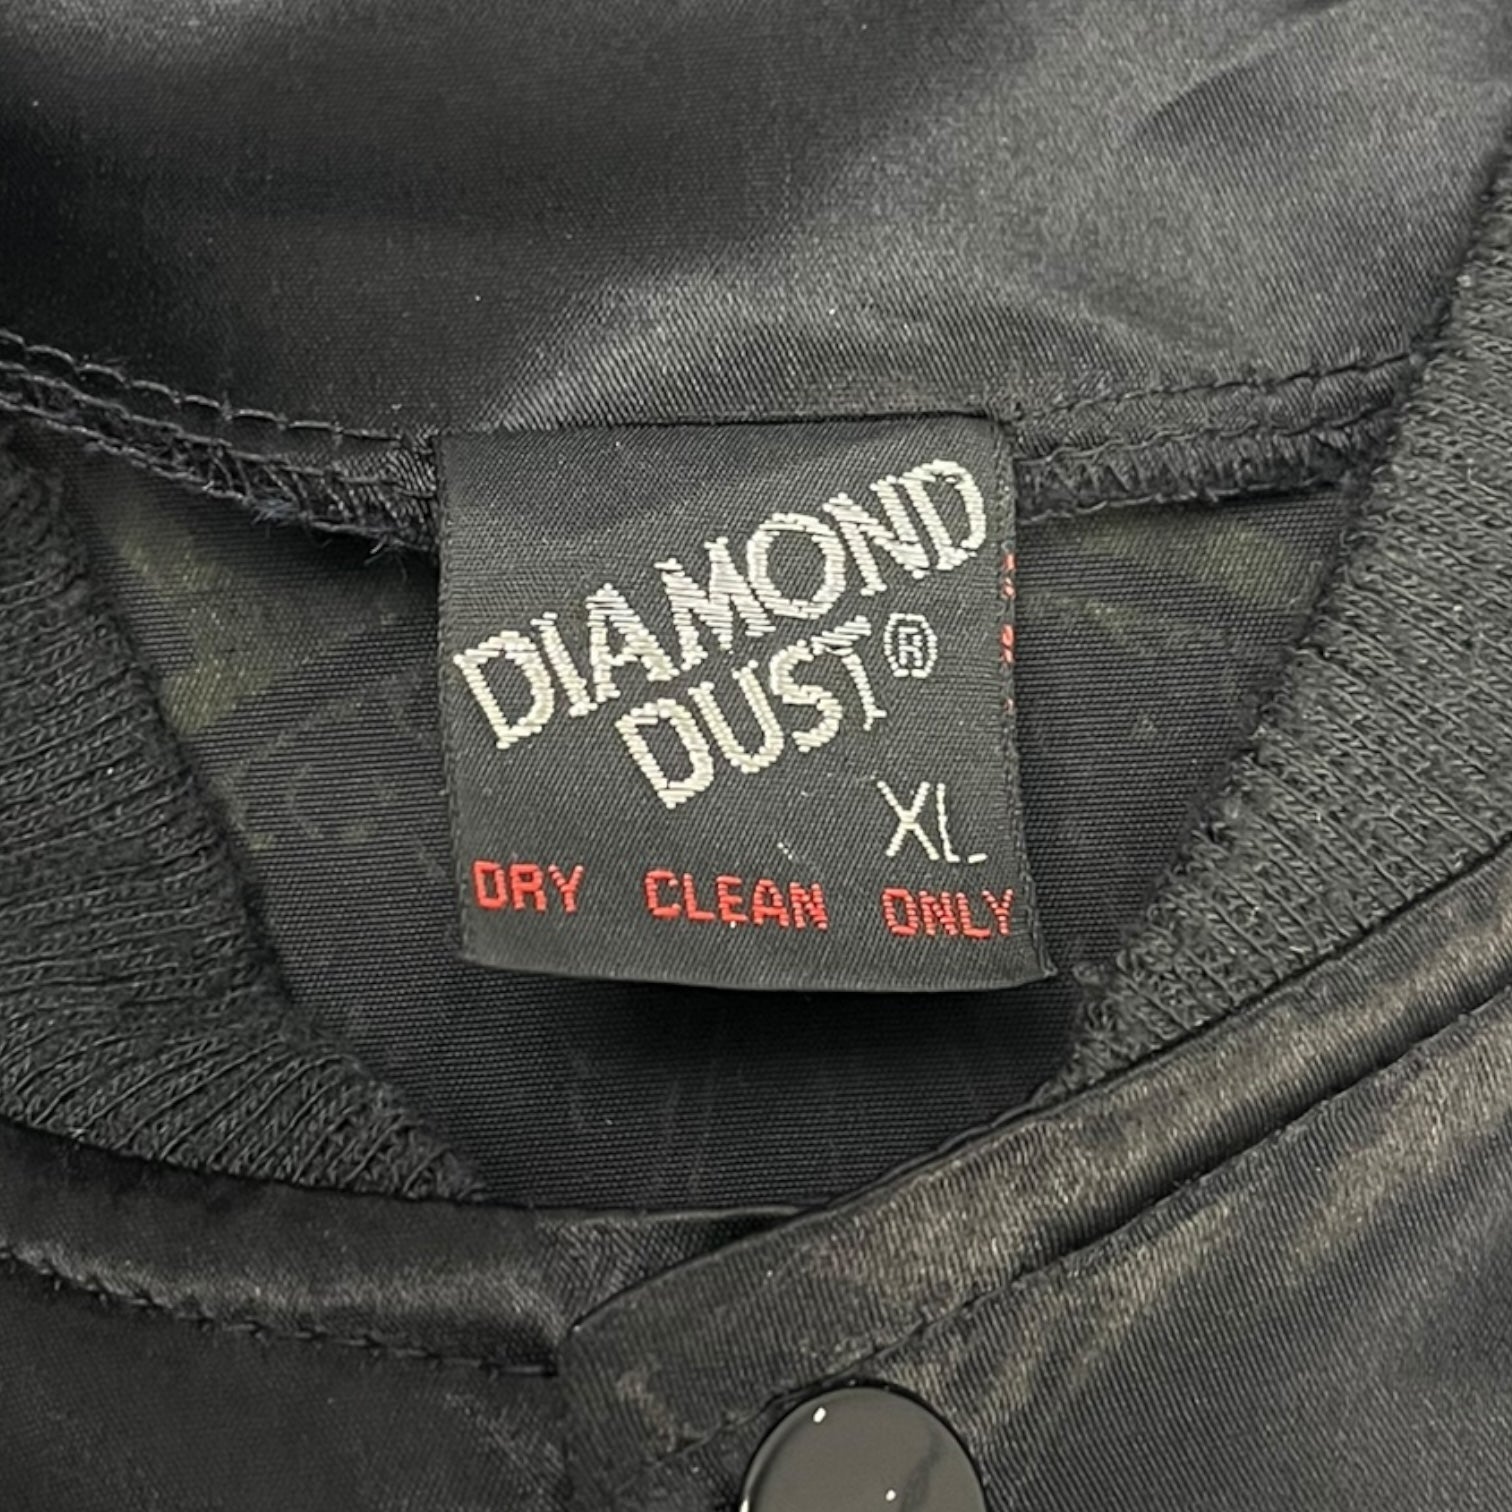 DIAMOND
DUST®
XL
DRY CLEAN ONLY